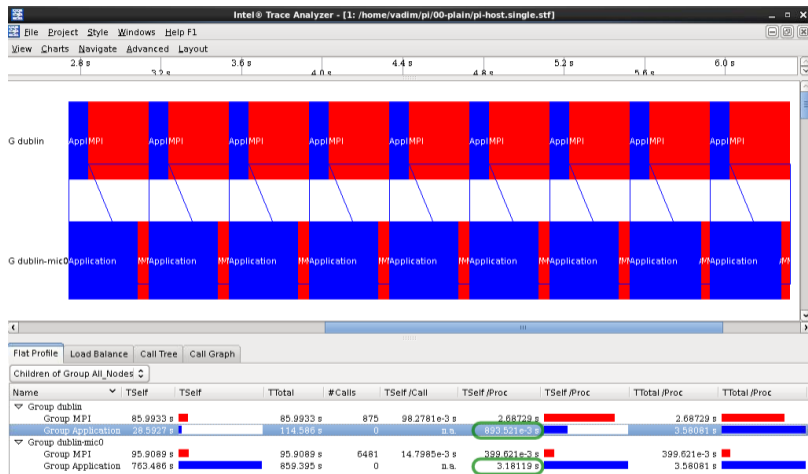 Intel® Trace Analyzer - [1: /home/vadim/pi/00-plain/pi-host.single.stf]
File Project Style Windows Help F1
View Charts Navigate Advanced Layout
2.8 s 3.6 s 4.4 s 5.2 s 6.0 s
3.2 s 4.0 s 4.8 s 5.6 s
G dublin Appl MPI Appl MPI Appl MPI Appl MPI Appl MPI Appl MPI Appl MPI Appl MPI Appl MPI
G dublin-mic0 Application Application Application Application Application Application Application Application Application
Flat Profile Load Balance Call Tree Call Graph
Children of Group All_Nodes
Name TSelf TSelf TTotal #Calls TSelf /Call TSelf /Proc TSelf /Proc TTotal /Proc TTotal /Proc
Group dublin
Group MPI 85.9933 s 85.9933 s 875 98.2781e-3 s 2.68729 s 2.68729 s
Group Application 28.5927 s 114.586 s 0 n.a. 893.521e-3 s 3.58081 s
Group dublin-mic0
Group MPI 95.9089 s 95.9089 s 6481 14.7985e-3 s 399.621e-3 s 399.621e-3 s
Group Application 763.486 s 859.395 s 0 n.a. 3.18119 s 3.58081 s